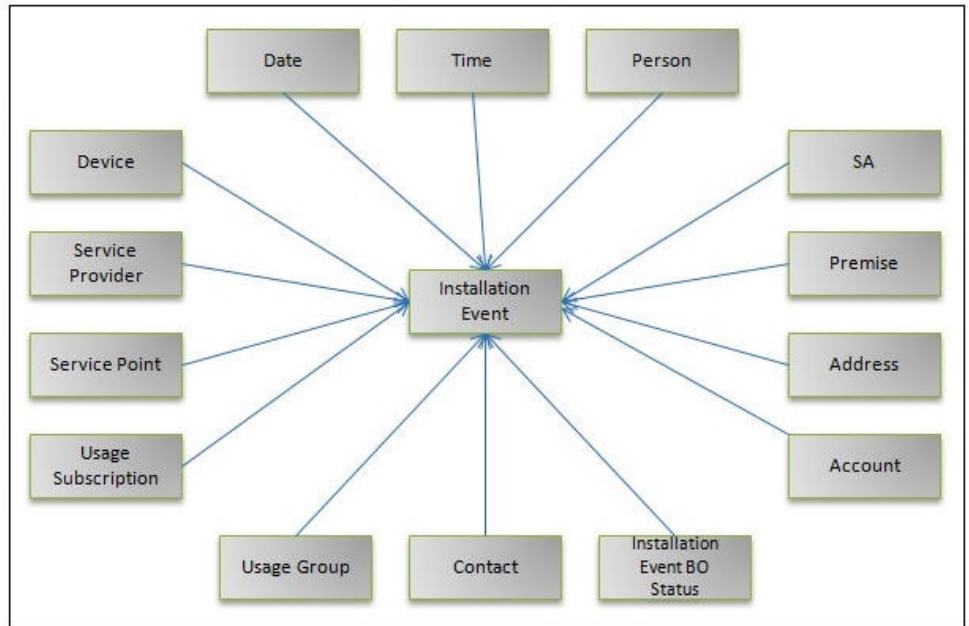 Date
Time
Person
Device
SA
Service
Provider
Premise
Installation
Event
Service Point
Address
Usage
Subscription
Account
Usage Group
Contact
Installation
Event BO
Status